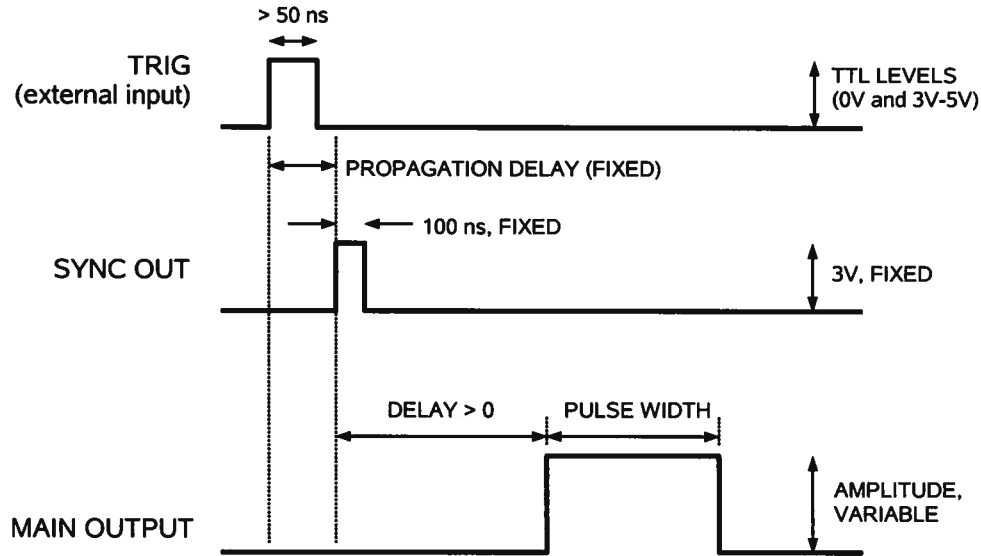 > 50 ns
TRIG
(external input)
TTL LEVELS
(0V and 3V-5V)
PROPAGATION DELAY (FIXED)
100 ns, FIXED
SYNC OUT
3V, FIXED
DELAY > 0
PULSE WIDTH
AMPLITUDE,
VARIABLE
MAIN OUTPUT